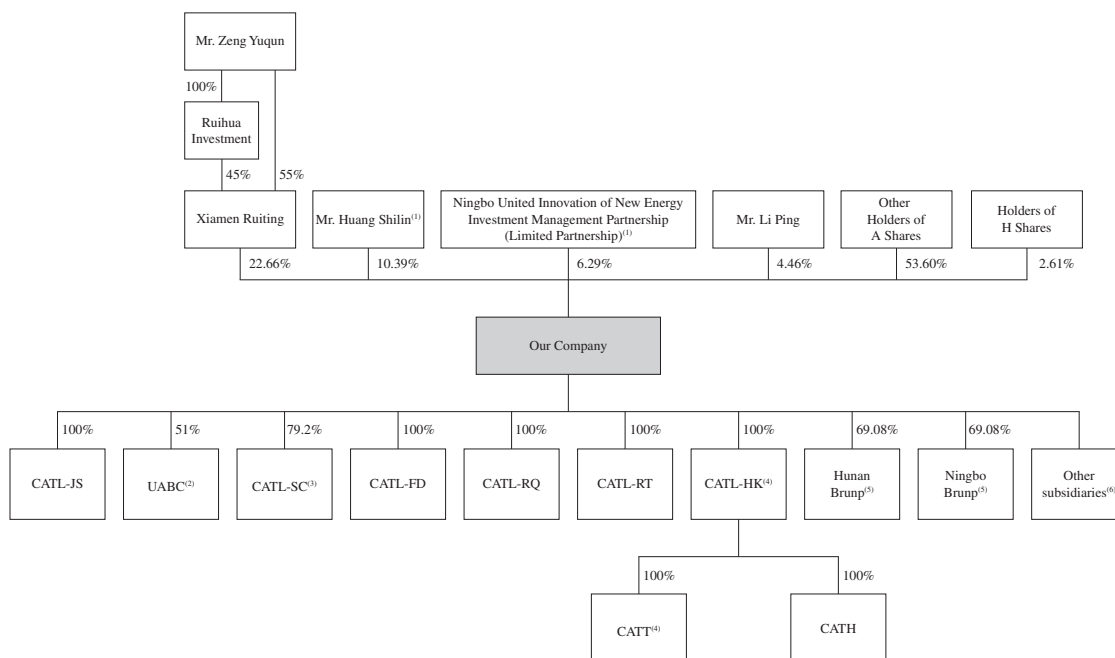 Mr. Zeng Yuqun
100%
Ruihua
Investment
45%
55%
Xiamen Ruiting
Mr. Huang Shilin(1)
Ningbo United Innovation of New Energy
Investment Management Partnership
(Limited Partnership)(1)
Mr. Li Ping
Other
Holders of
A Shares
Holders of
H Shares
22.66%
10.39%
6.29%
4.46%
53.60%
2.61%
Our Company
100%
51%
79.2%
100%
100%
100%
100%
69.08%
69.08%
CATL-JS
UABC(2)
CATL-SC(3)
CATL-FD
CATL-RQ
CATL-RT
CATL-HK(4)
Hunan
Brunp(5)
Ningbo
Brunp(5)
Other
subsidiaries(6)
100%
100%
CATT(4)
CATH